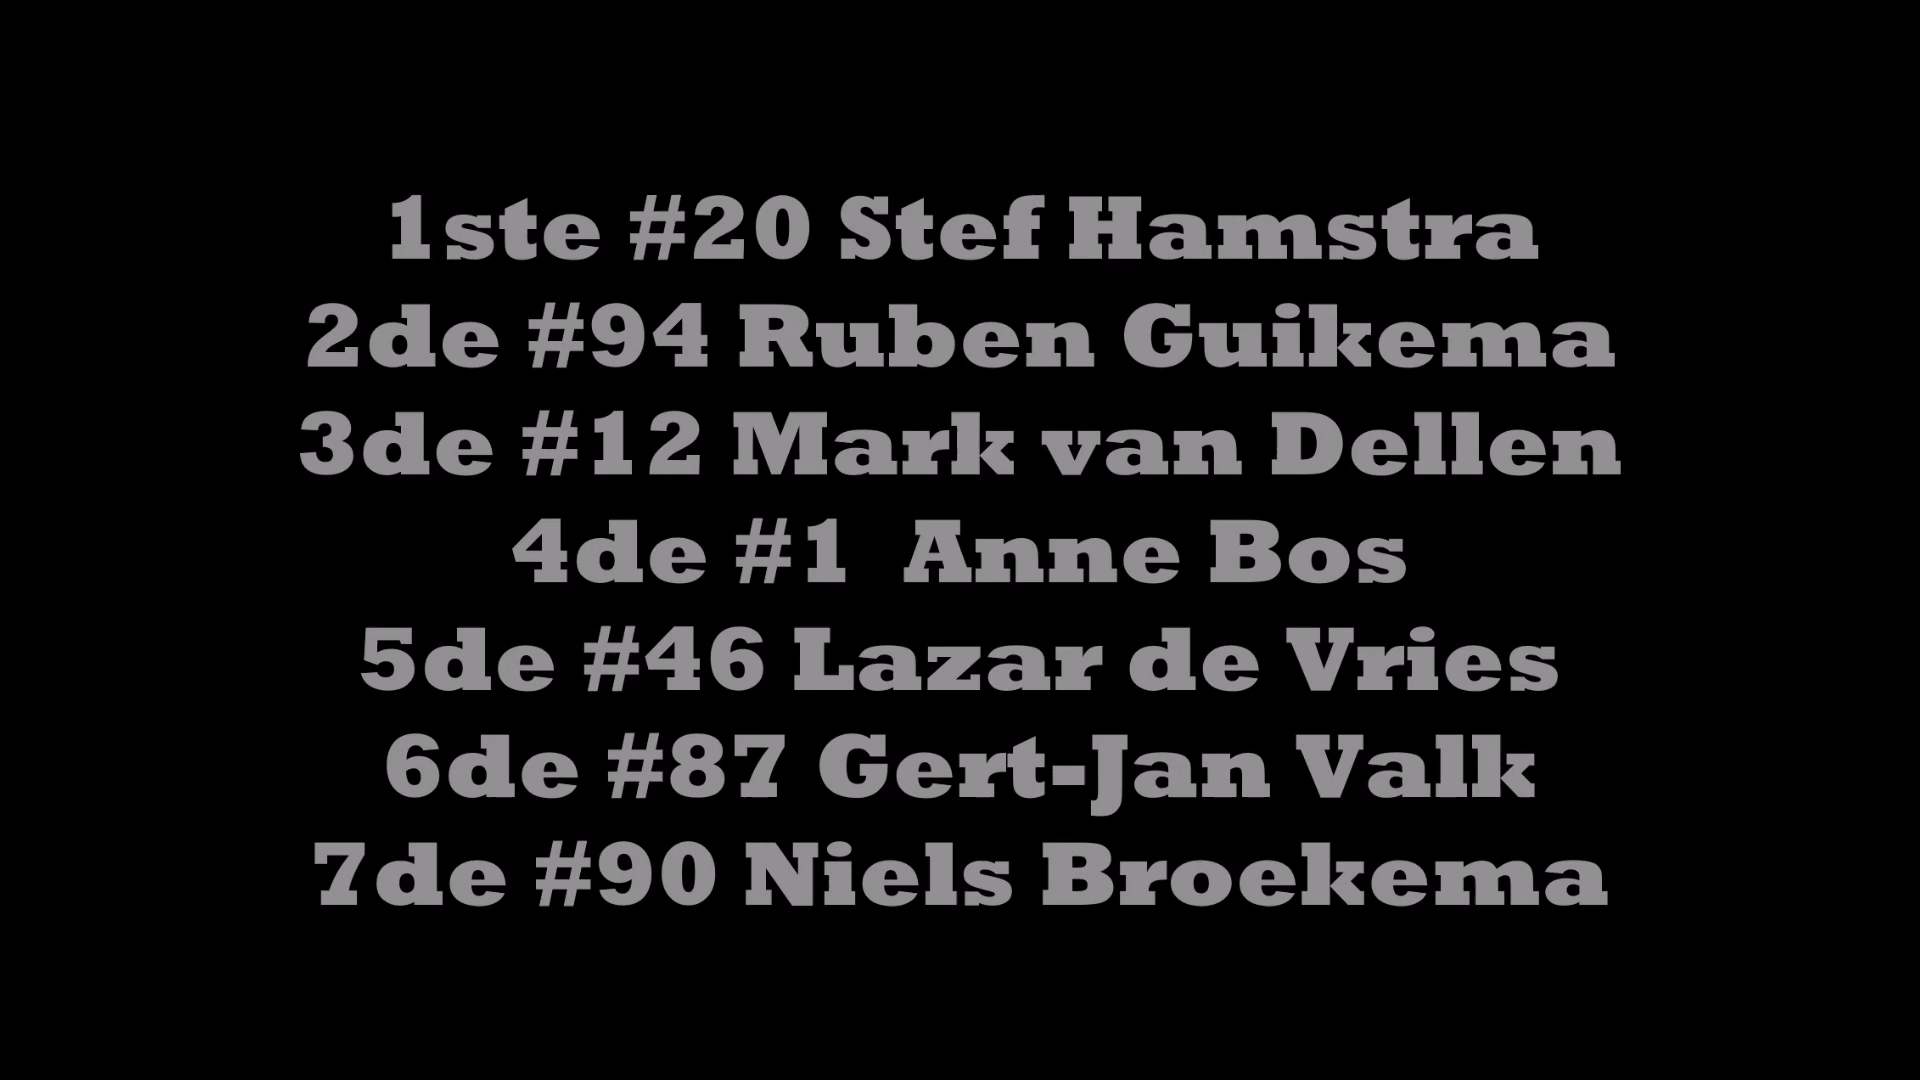 1ste #20 Stef Hamstra
2de #94 Ruben Guikema
3de #12 Mark van Dellen
4de #1  Anne Bos
5de #46 Lazar de Vries
6de #87 Gert-Jan Valk
7de #90 Niels Broekema